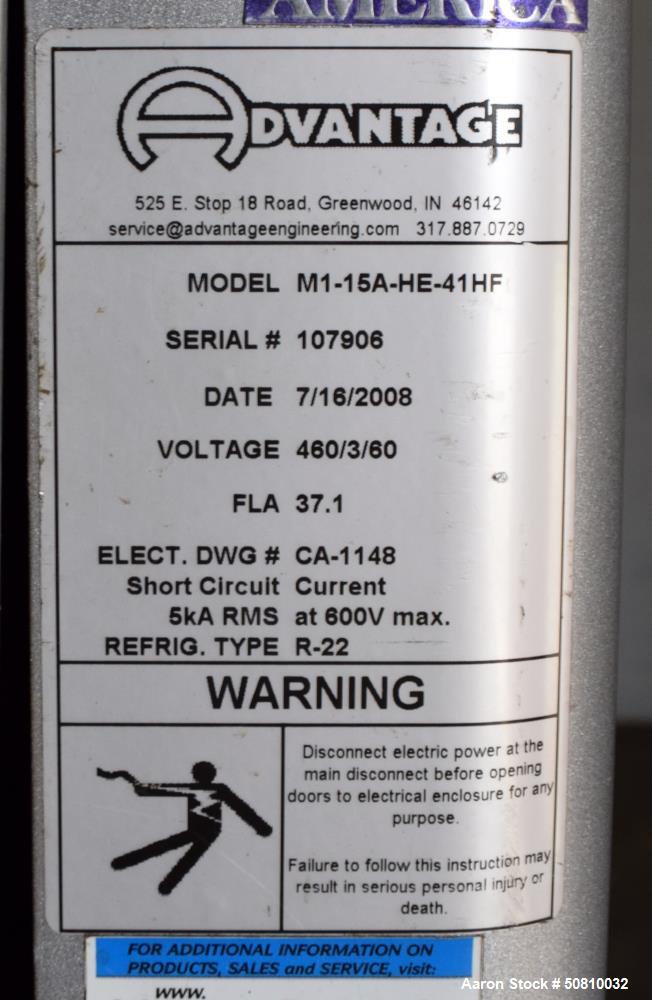 AMERICA
ADVANTAGE
525 E. Stop 18 Road, Greenwood, IN 46142
service@advantageengineering.com 317.887.0729
MODEL M1-15A-HE-41HF
SERIAL # 107906
DATE 7/16/2008
VOLTAGE 460/3/60
FLA 37.1
ELECT. DWG # CA-1148
Short Circuit Current
5kA RMS at 600V max.
REFRIG. TYPE R-22
WARNING
Disconnect electric power at the
main disconnect before opening
doors to electrical enclosure for any
purpose.
Failure to follow this instruction may
result in serious personal injury or
death.
FOR ADDITIONAL INFORMATION ON
PRODUCTS, SALES and SERVICE, visit:
www.
Aaron Stock # 50810032